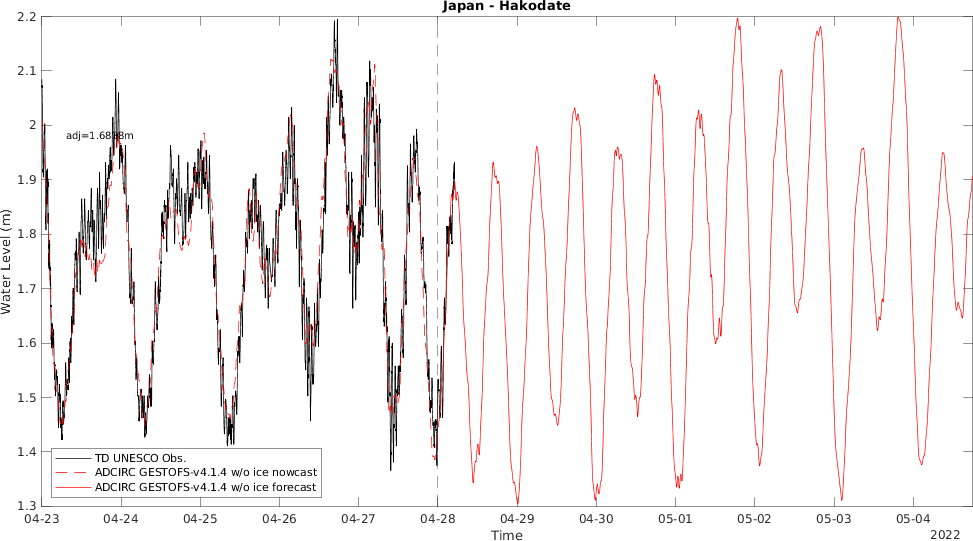 Japan - Hakodate
2.2
2.1
2
1.9
1.8
1.7
1.6
1.5
1.4
1.3
Water Level (m)
TD UNESCO Obs.
ADCIRC GESTOFS-v4.1.4 w/o ice nowcast
ADCIRC GESTOFS-v4.1.4 w/o ice forecast
04-23 04-24 04-25 04-26 04-27 04-28 04-29 04-30 05-01 05-02 05-03 05-04
Time
2022